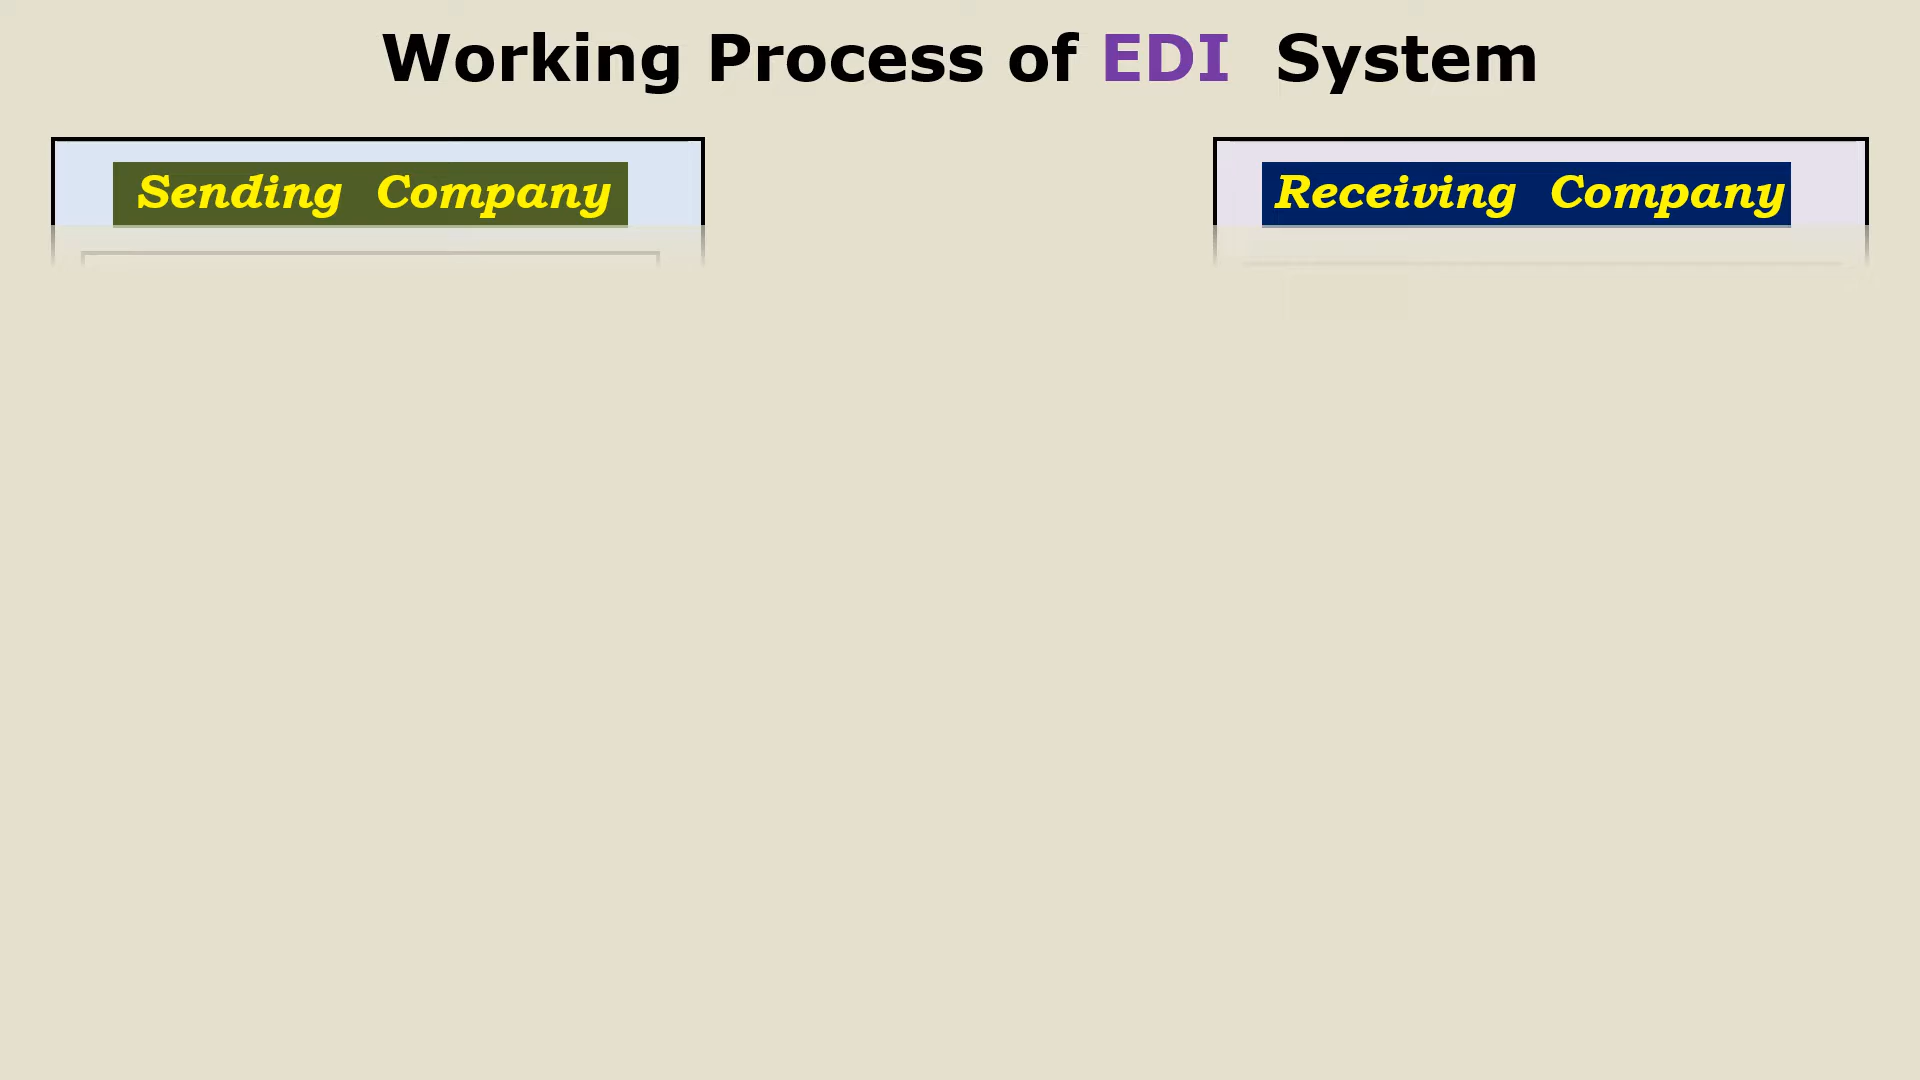 Working Process of EDI System
Sending Company
Receiving Company